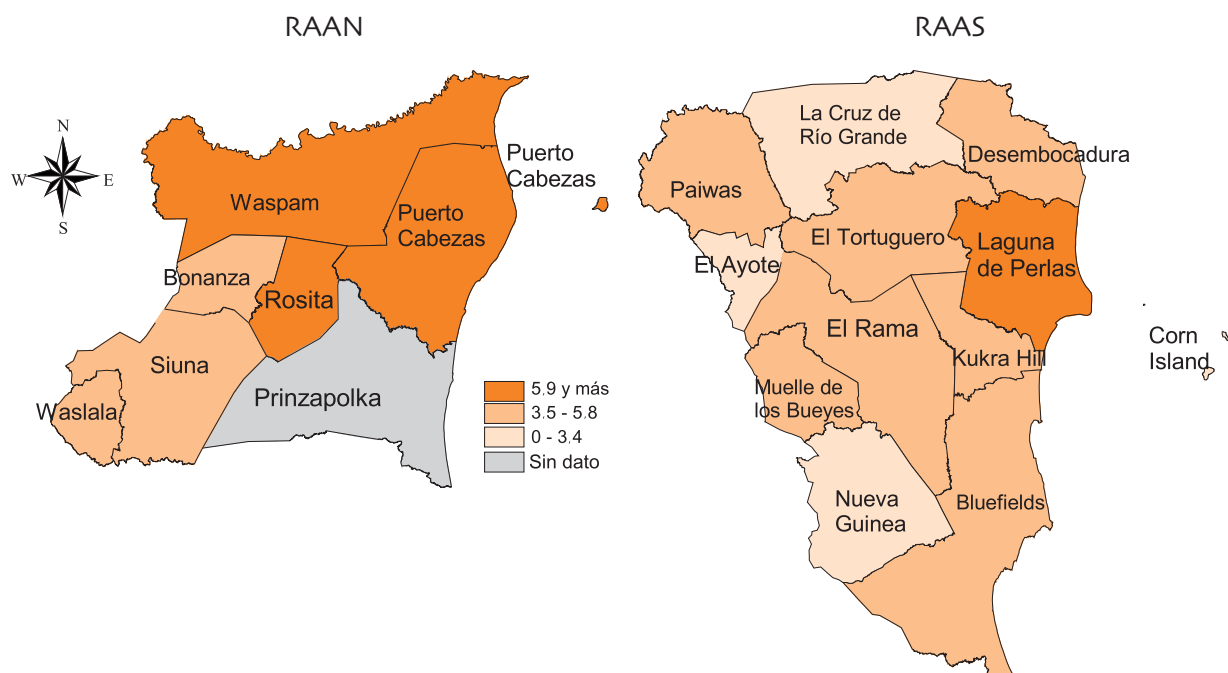 RAAN
RAAS
N
W
E
S
Waspam
Puerto
Cabezas
Puerto
Cabezas
Bonanza
Rosita
Siuna
Prinzapolka
Waslala
5.9 y más
3.5 - 5.8
0 - 3.4
Sin dato
La Cruz de
Río Grande
Desembocadura
Paiwas
El Tortuguero
Laguna
de Perlas
El Ayote
El Rama
Kukra Hill
Corn
Island
Muelle de
los Bueyes
Nueva
Guinea
Bluefields